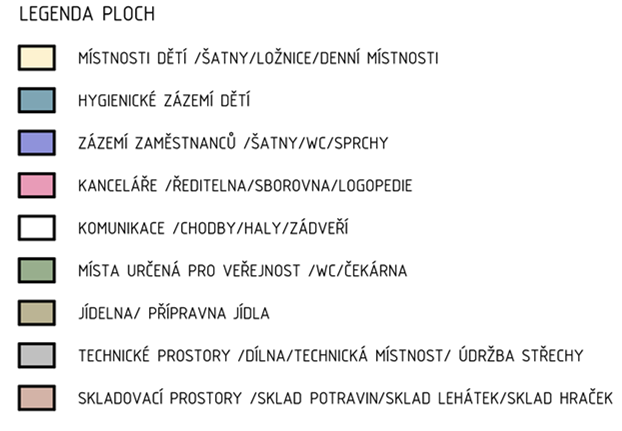 LEGENDA PLOCH
MÍSTNOSTI DĚTÍ /ŠATNY/LOŽNICE/DENNÍ MÍSTNOSTI
HYGIENICKÉ ZÁZEMÍ DĚTÍ
ZÁZEMÍ ZAMĚSTNANCŮ /ŠATNY/WC/SPRCHY
KANCELÁŘE /ŘEDITELNA/SBOROVNA/LOGOPEDIE
KOMUNIKACE /CHODBY/HALY/ZÁDVEŘÍ
MÍSTA URČENÁ PRO VEŘEJNOST /WC/ČEKÁRNA
JÍDELNA/ PŘÍPRAVNA JÍDLA
TECHNICKÉ PROSTORY /DÍLNA/TECHNICKÁ MÍSTNOST/ ÚDRŽBA STŘECHY
SKLADOVACÍ PROSTORY /SKLAD POTRAVIN/SKLAD LEHÁTEK/SKLAD HRAČEK